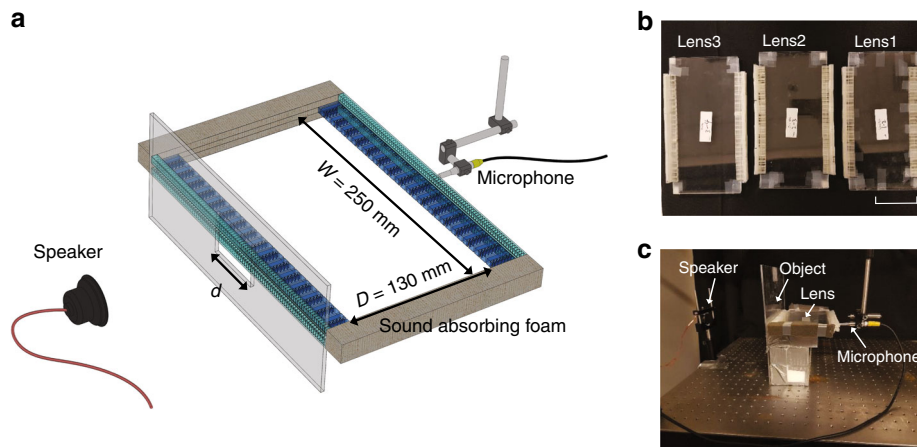 a
Speaker
d
W = 250 mm
D = 130 mm
Sound absorbing foam
Microphone
b
Lens3
Lens2
Lens1
c
Speaker
Object
Lens
Microphone